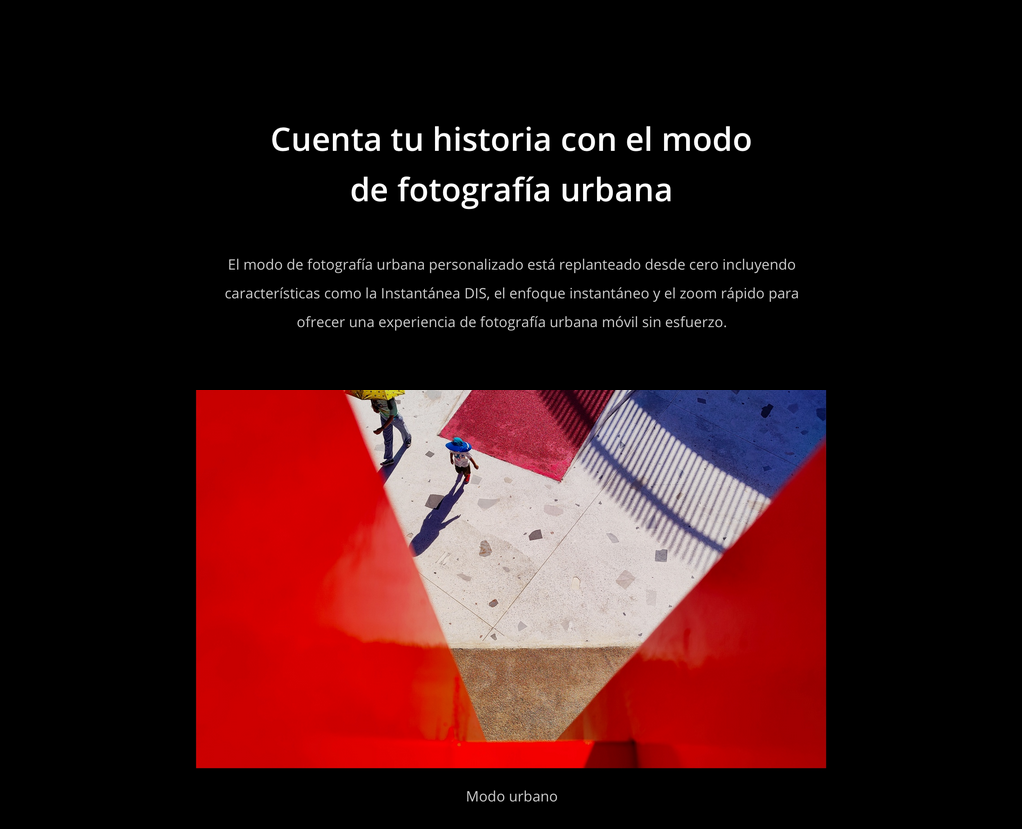 Cuenta tu historia con el modo
de fotografía urbana
El modo de fotografía urbana personalizado está replanteado desde cero incluyendo
características como la Instantánea DIS, el enfoque instantáneo y el zoom rápido para
ofrecer una experiencia de fotografía urbana móvil sin esfuerzo.
Modo urbano